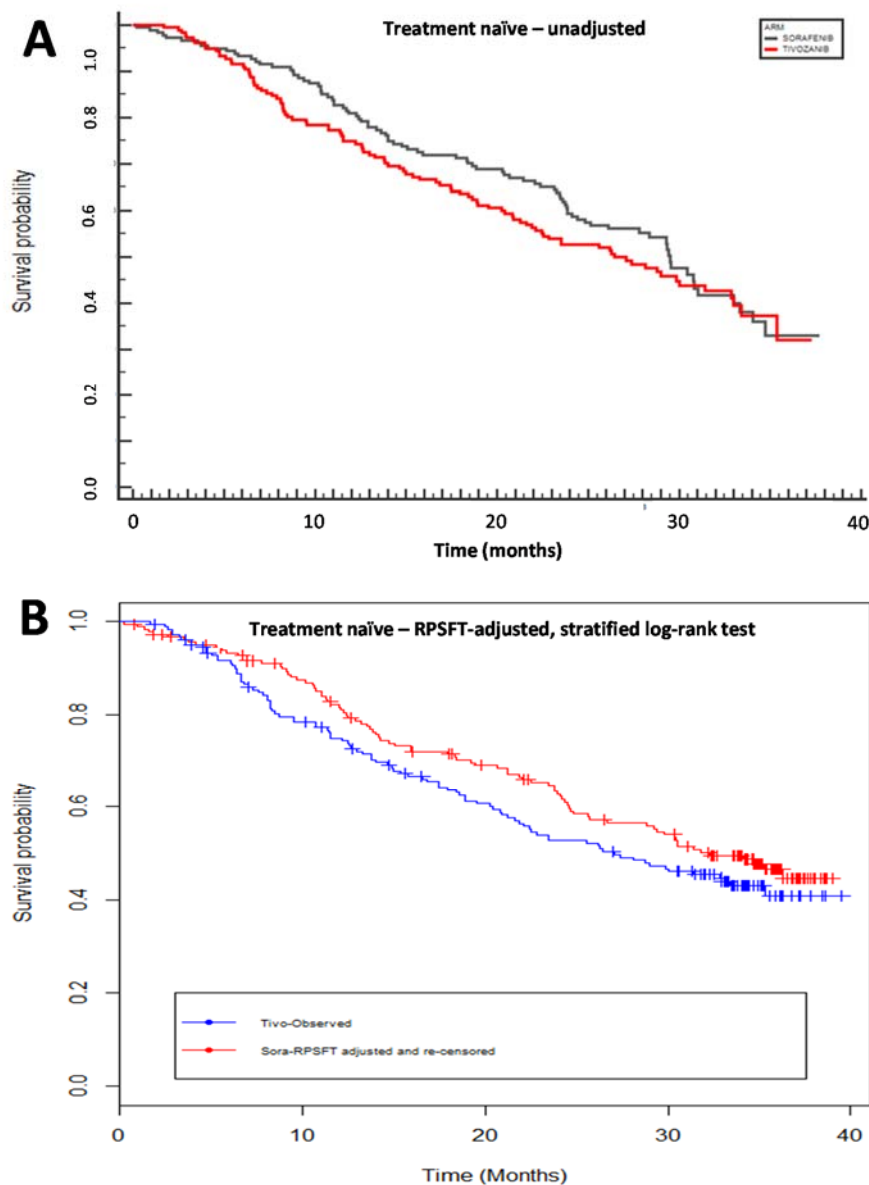 A
Treatment naïve – unadjusted
ARM
SORAFENIB
TIVOZANIB
Survival probability
1.0
0.8
0.6
0.4
0.2
0.0
0 10 20 30 40
Time (months)
B
Treatment naïve – RPSFT-adjusted, stratified log-rank test
Survival probability
1.0
0.8
0.6
0.4
0.2
0.0
Tivo-Observed
Sora-RPSFT adjusted and re-censored
0 10 20 30 40
Time (Months)